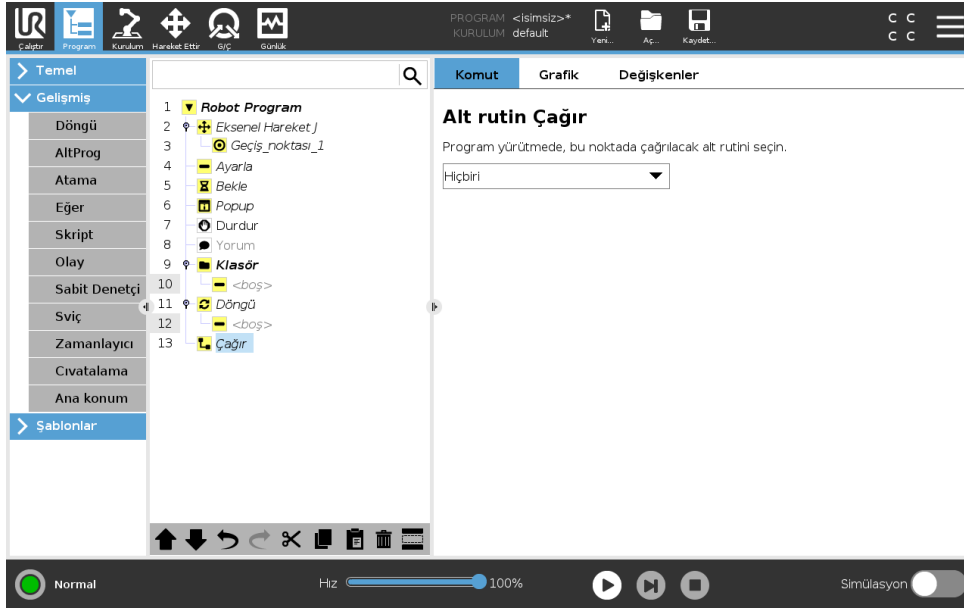 PROGRAM <isimsiz>*
KURULUM default
Çalıştır Program Kurulum Hareket Ettir G/Ç Günlük Yeni... Aç... Kaydet...
C C
C C
Temel
Gelişmiş
Döngü
AltProg
Atama
Eğer
Skript
Olay
Sabit Denetçi
Sviç
Zamanlayıcı
Cıvatalama
Ana konum
Şablonlar
1 Robot Program
2 Eksenel Hareket J
3 Geçiş_noktası_1
4 Ayarla
5 Bekle
6 Popup
7 Durdur
8 Yorum
9 Klasör
10 <boş>
11 Döngü
12 <boş>
13 Çağır
Komut Grafik Değişkenler
Alt rutin Çağır
Program yürütmede, bu noktada çağrılacak alt rutini seçin.
Hiçbiri
Normal
Hız 100%
Simülasyon